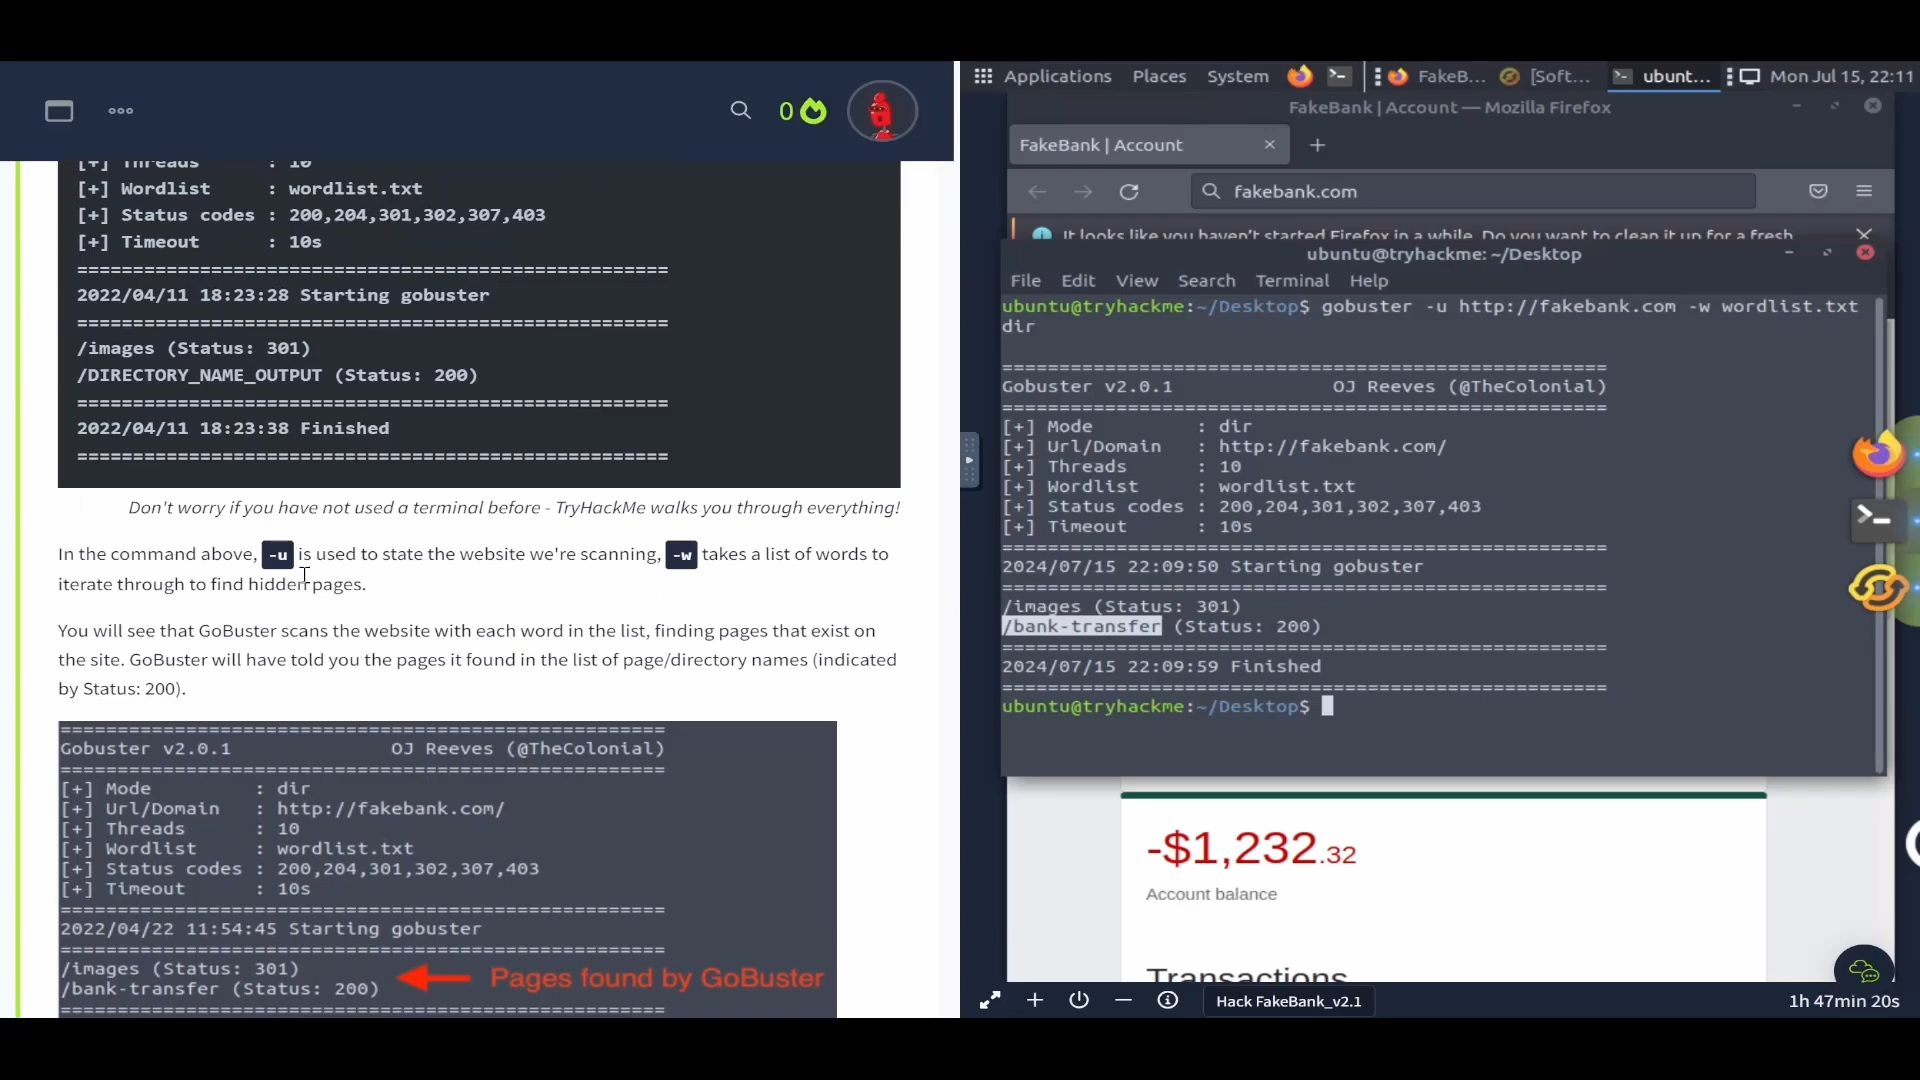 0
[+] Threads : 10
[+] Wordlist : wordlist.txt
[+] Status codes : 200,204,301,302,307,403
[+] Timeout : 10s
=====================================================
2022/04/11 18:23:28 Starting gobuster
=====================================================
/images (Status: 301)
/DIRECTORY_NAME_OUTPUT (Status: 200)
=====================================================
2022/04/11 18:23:38 Finished
=====================================================
Don't worry if you have not used a terminal before - TryHackMe walks you through everything!
In the command above, -u is used to state the website we're scanning, -w takes a list of words to
iterate through to find hidden pages.
You will see that GoBuster scans the website with each word in the list, finding pages that exist on
the site. GoBuster will have told you the pages it found in the list of page/directory names (indicated
by Status: 200).
=====================================================
Gobuster v2.0.1 OJ Reeves (@TheColonial)
=====================================================
[+] Mode : dir
[+] Url/Domain : http://fakebank.com/
[+] Threads : 10
[+] Wordlist : wordlist.txt
[+] Status codes : 200,204,301,302,307,403
[+] Timeout : 10s
=====================================================
2022/04/22 11:54:45 Starting gobuster
=====================================================
/images (Status: 301)
/bank-transfer (Status: 200)
Pages found by GoBuster
=====================================================
Applications Places System FakeB... [Soft... ubunt... Mon Jul 15, 22:11
FakeBank | Account — Mozilla Firefox
FakeBank | Account
fakebank.com
It looks like you haven't started Firefox in a while. Do you want to clean it up for a fresh
ubuntu@tryhackme: ~/Desktop
File Edit View Search Terminal Help
ubuntu@tryhackme:~/Desktop$ gobuster -u http://fakebank.com -w wordlist.txt
dir
=====================================================
Gobuster v2.0.1 OJ Reeves (@TheColonial)
=====================================================
[+] Mode : dir
[+] Url/Domain : http://fakebank.com/
[+] Threads : 10
[+] Wordlist : wordlist.txt
[+] Status codes : 200,204,301,302,307,403
[+] Timeout : 10s
=====================================================
2024/07/15 22:09:50 Starting gobuster
=====================================================
/images (Status: 301)
/bank-transfer (Status: 200)
=====================================================
2024/07/15 22:09:59 Finished
=====================================================
ubuntu@tryhackme:~/Desktop$
-$1,232.32
Account balance
Transactions
Hack FakeBank_v2.1
1h 47min 20s